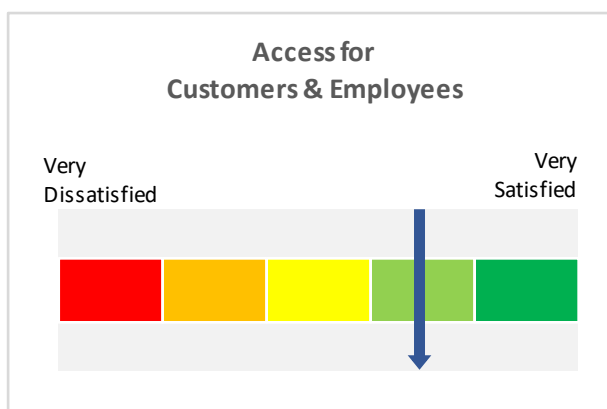 Access for
Customers & Employees
Very
Dissatisfied
Very
Satisfied